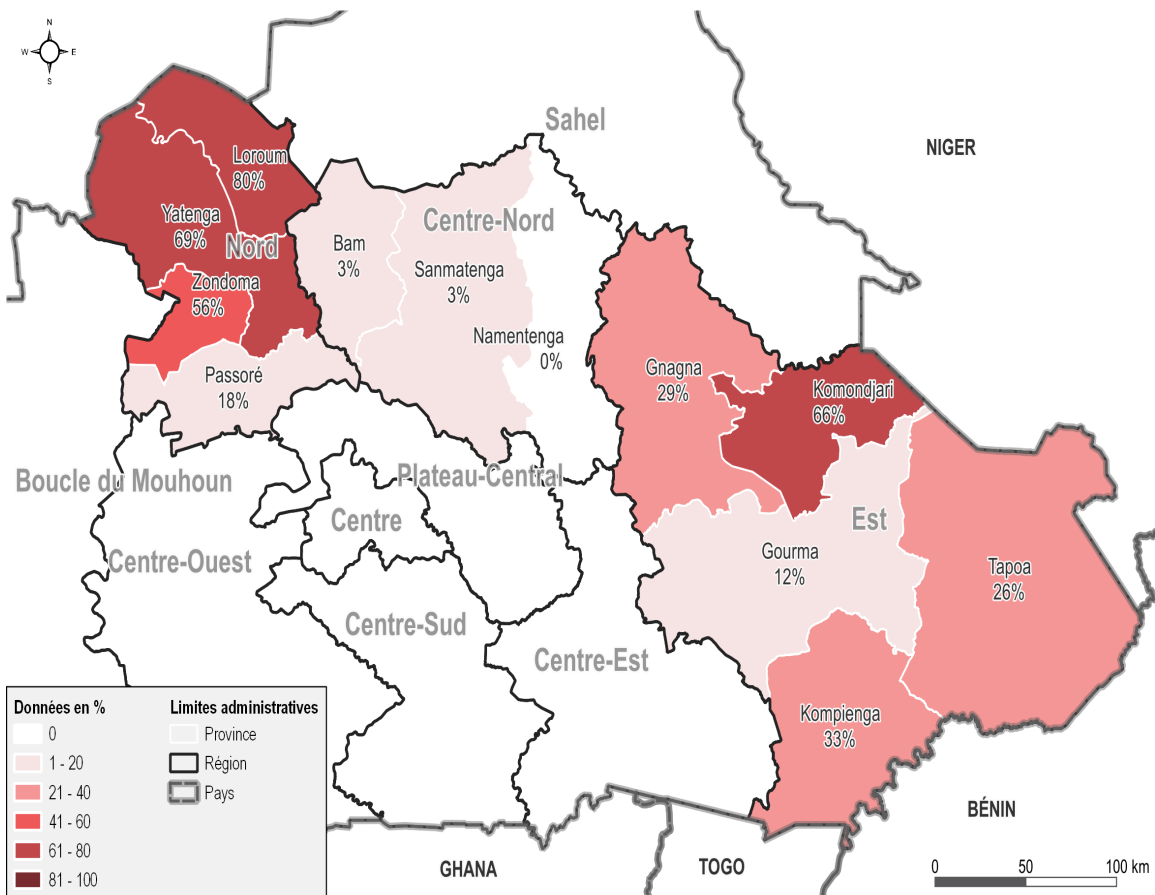 N
W E
S
Sahel
NIGER
Loroum
80%
Yatenga
69%
Nord
Centre-Nord
Bam
3%
Sanmatenga
3%
Zondoma
56%
Namentenga
0%
Passoré
18%
Gnagna
29%
Komondjari
66%
Boucle du Mouhoun
Plateau-Central
Centre
Est
Centre-Ouest
Gourma
12%
Tapoa
26%
Centre-Sud
Centre-Est
Kompienga
33%
BÉNIN
GHANA
TOGO
Données en %
0
1 - 20
21 - 40
41 - 60
61 - 80
81 - 100
Limites administratives
Province
Région
Pays
0 50 100 km